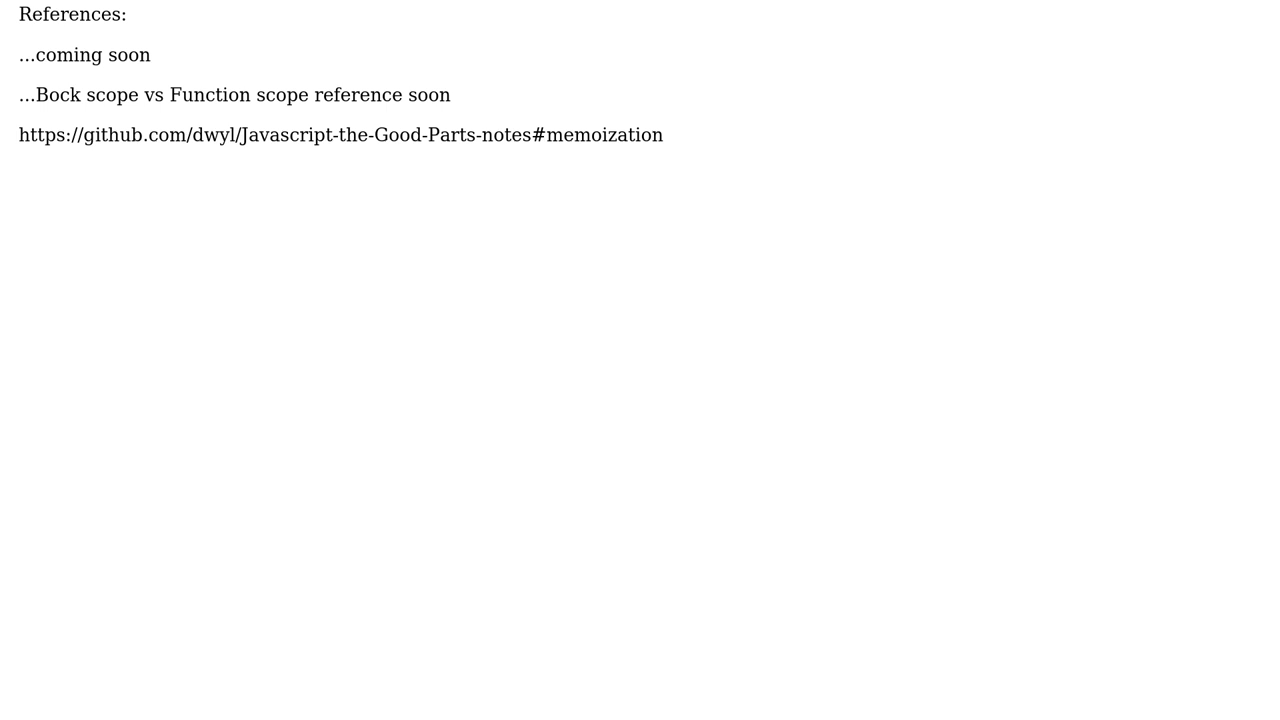 References:
...coming soon
...Bock scope vs Function scope reference soon
https://github.com/dwyl/Javascript-the-Good-Parts-notes#memoization